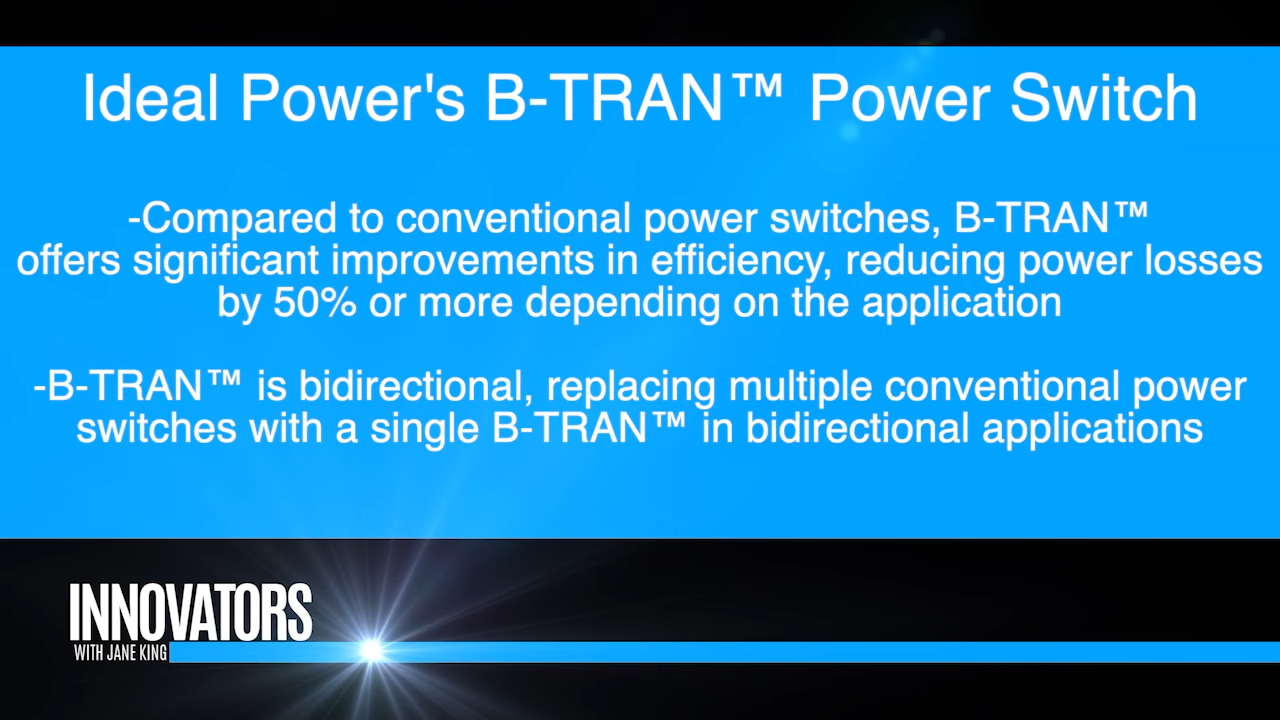 Ideal Power's B-TRAN™ Power Switch
-Compared to conventional power switches, B-TRAN™
offers significant improvements in efficiency, reducing power losses
by 50% or more depending on the application
-B-TRAN™ is bidirectional, replacing multiple conventional power
switches with a single B-TRAN™ in bidirectional applications
INNOVATORS
WITH JANE KING